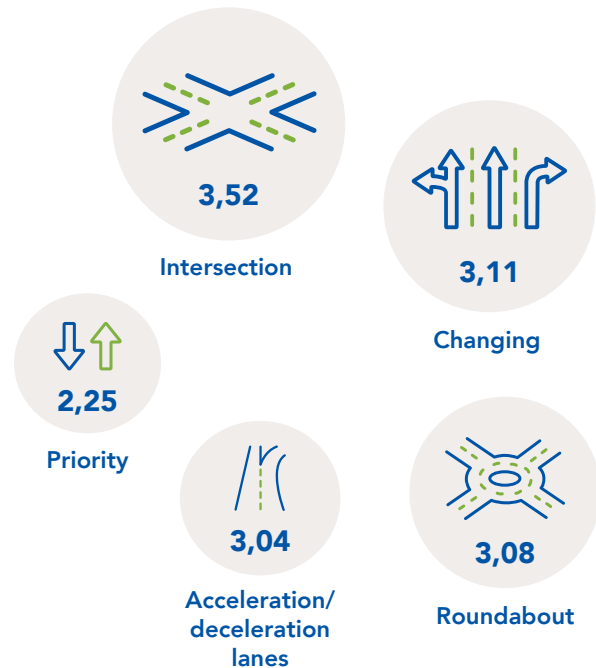 3,52
Intersection
3,11
Changing
2,25
Priority
3,04
Acceleration/
deceleration
lanes
3,08
Roundabout